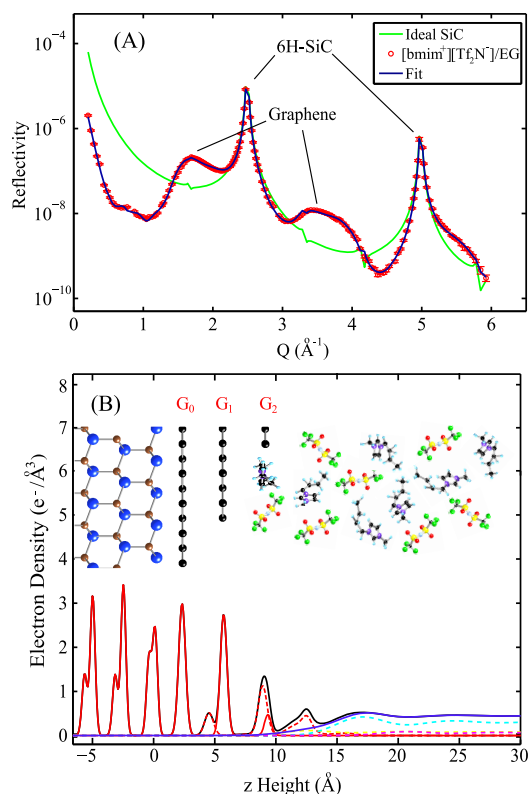 (A)
Ideal SiC
[bmim⁺][Tf₂N⁻]/EG
Fit
6H-SiC
Graphene
Reflectivity
10⁻⁴
10⁻⁶
10⁻⁸
10⁻¹⁰
0 1 2 3 4 5 6
Q (Å⁻¹)
(B)
G₀ G₁ G₂
Electron Density (e⁻/Å³)
8
7
6
5
4
3
2
1
0
−5 0 5 10 15 20 25 30
z Height (Å)